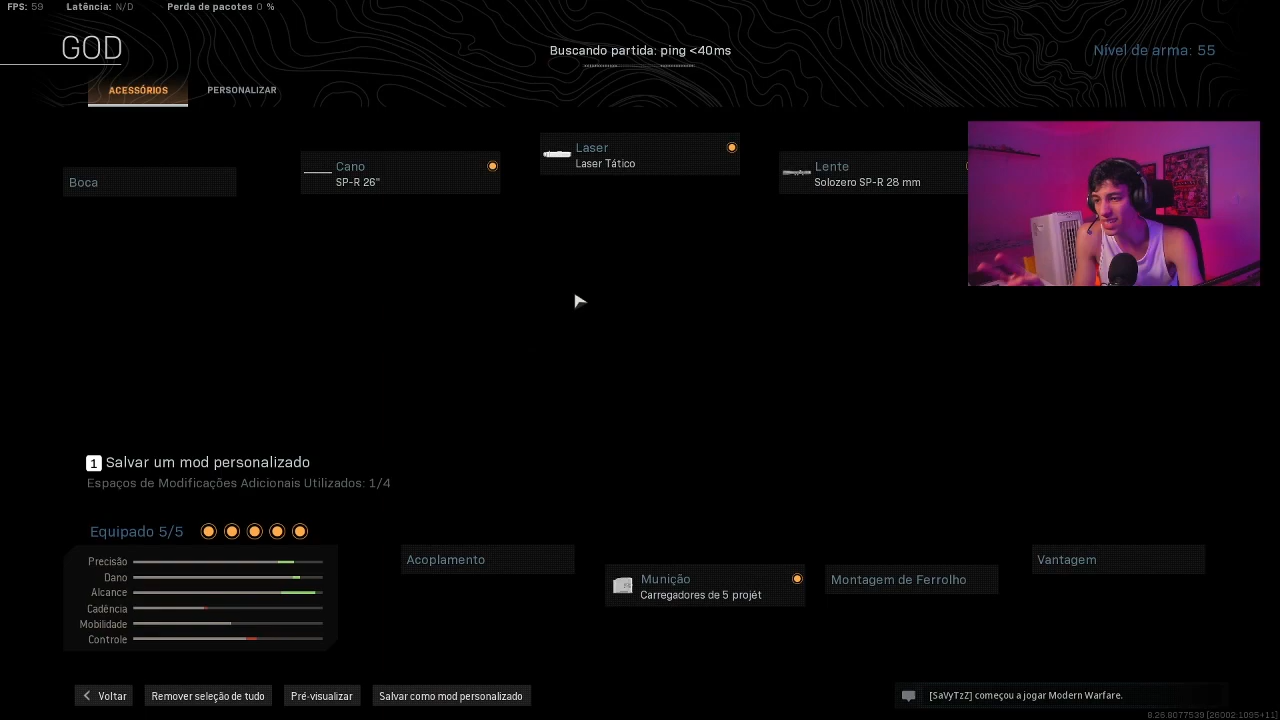 FPS: 59 Latência: N/D Perda de pacotes 0 %
GOD
Buscando partida: ping <40ms
Nível de arma: 55
ACESSÓRIOS
PERSONALIZAR
Boca
Cano
SP-R 26"
Laser
Laser Tático
Lente
Solozero SP-R 28 mm
1 Salvar um mod personalizado
Espaços de Modificações Adicionais Utilizados: 1/4
Equipado 5/5
Precisão
Dano
Alcance
Cadência
Mobilidade
Controle
Acoplamento
Munição
Carregadores de 5 projét
Montagem de Ferrolho
Vantagem
Voltar
Remover seleção de tudo
Pré-visualizar
Salvar como mod personalizado
[SaVyTzZ] começou a jogar Modern Warfare.